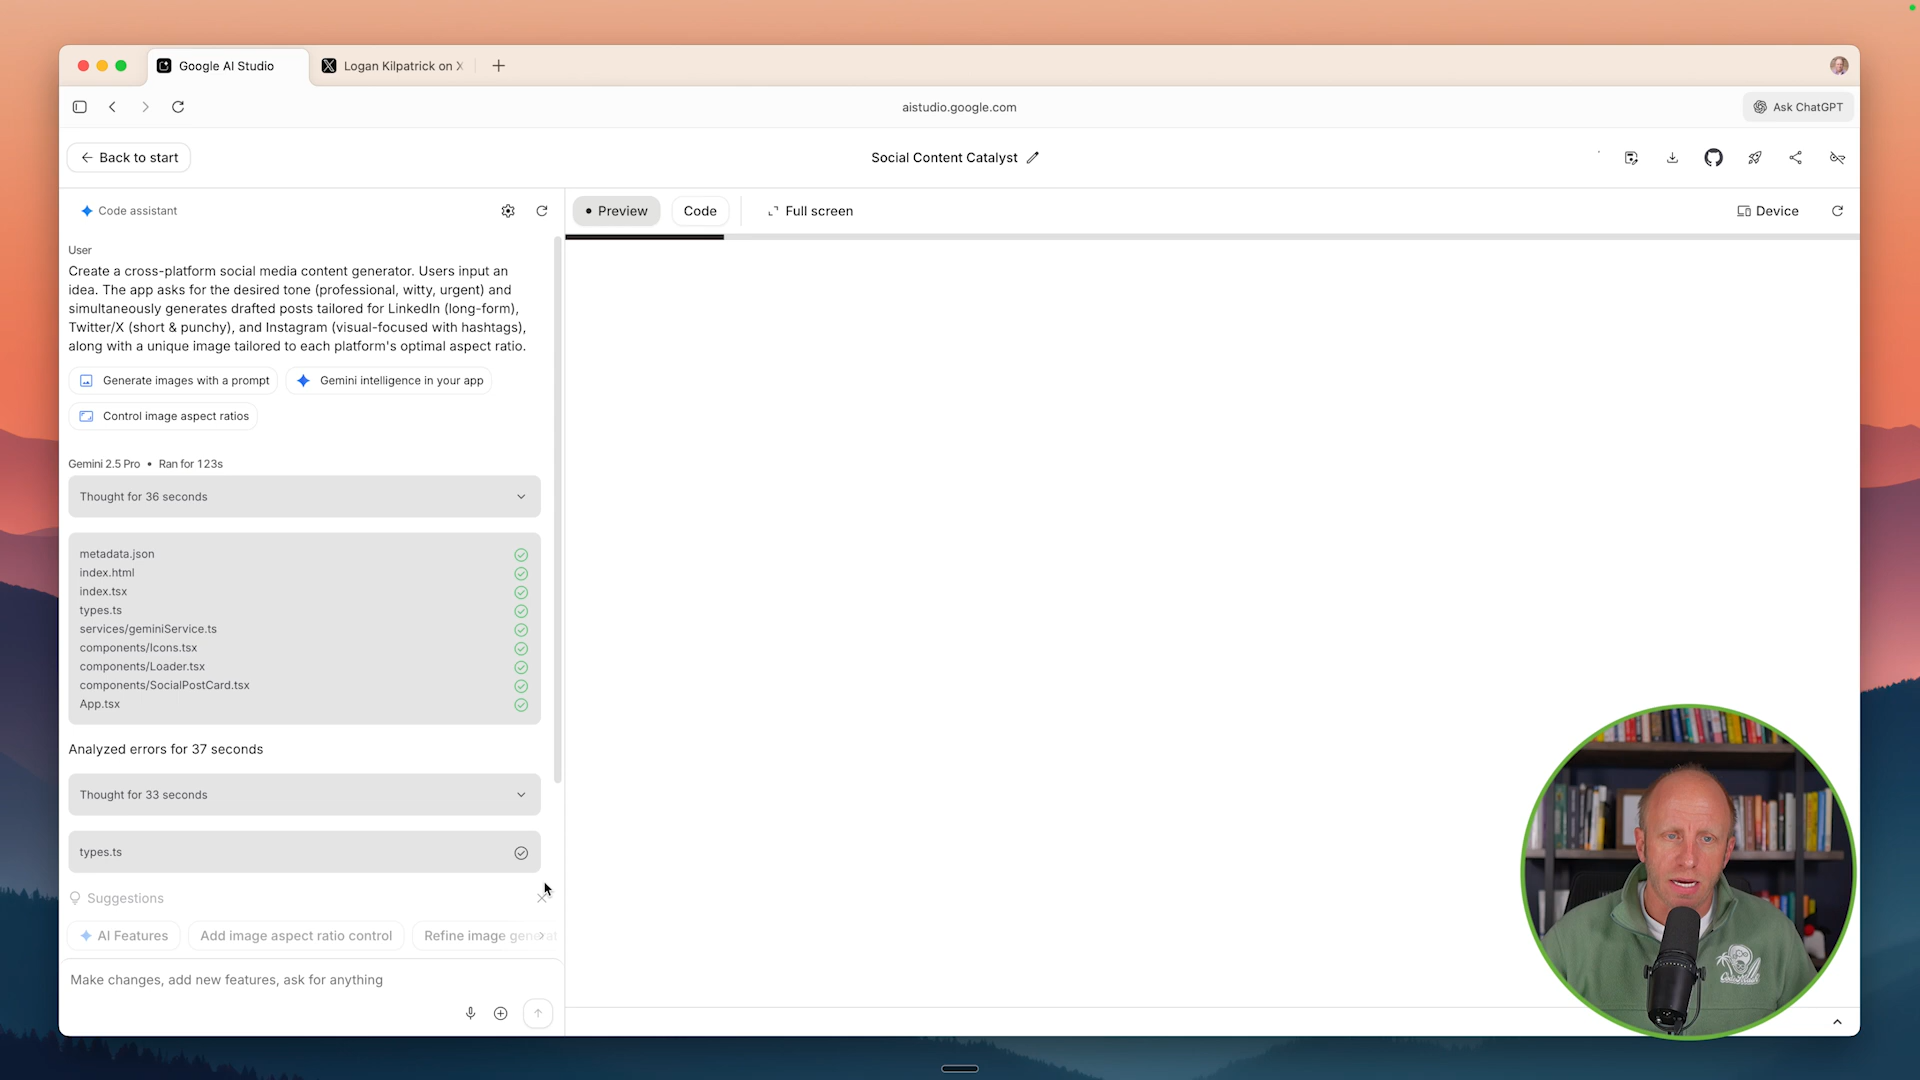 Google AI Studio
Logan Kilpatrick on X
aistudio.google.com
Ask ChatGPT
Back to start
Social Content Catalyst
Code assistant
Preview
Code
Full screen
Device
User
Create a cross-platform social media content generator. Users input an
idea. The app asks for the desired tone (professional, witty, urgent) and
simultaneously generates drafted posts tailored for LinkedIn (long-form),
Twitter/X (short & punchy), and Instagram (visual-focused with hashtags),
along with a unique image tailored to each platform's optimal aspect ratio.
Generate images with a prompt
Gemini intelligence in your app
Control image aspect ratios
Gemini 2.5 Pro • Ran for 123s
Thought for 36 seconds
metadata.json
index.html
index.tsx
types.ts
services/geminiService.ts
components/Icons.tsx
components/Loader.tsx
components/SocialPostCard.tsx
App.tsx
Analyzed errors for 37 seconds
Thought for 33 seconds
types.ts
Suggestions
AI Features
Add image aspect ratio control
Refine image generat
Make changes, add new features, ask for anything